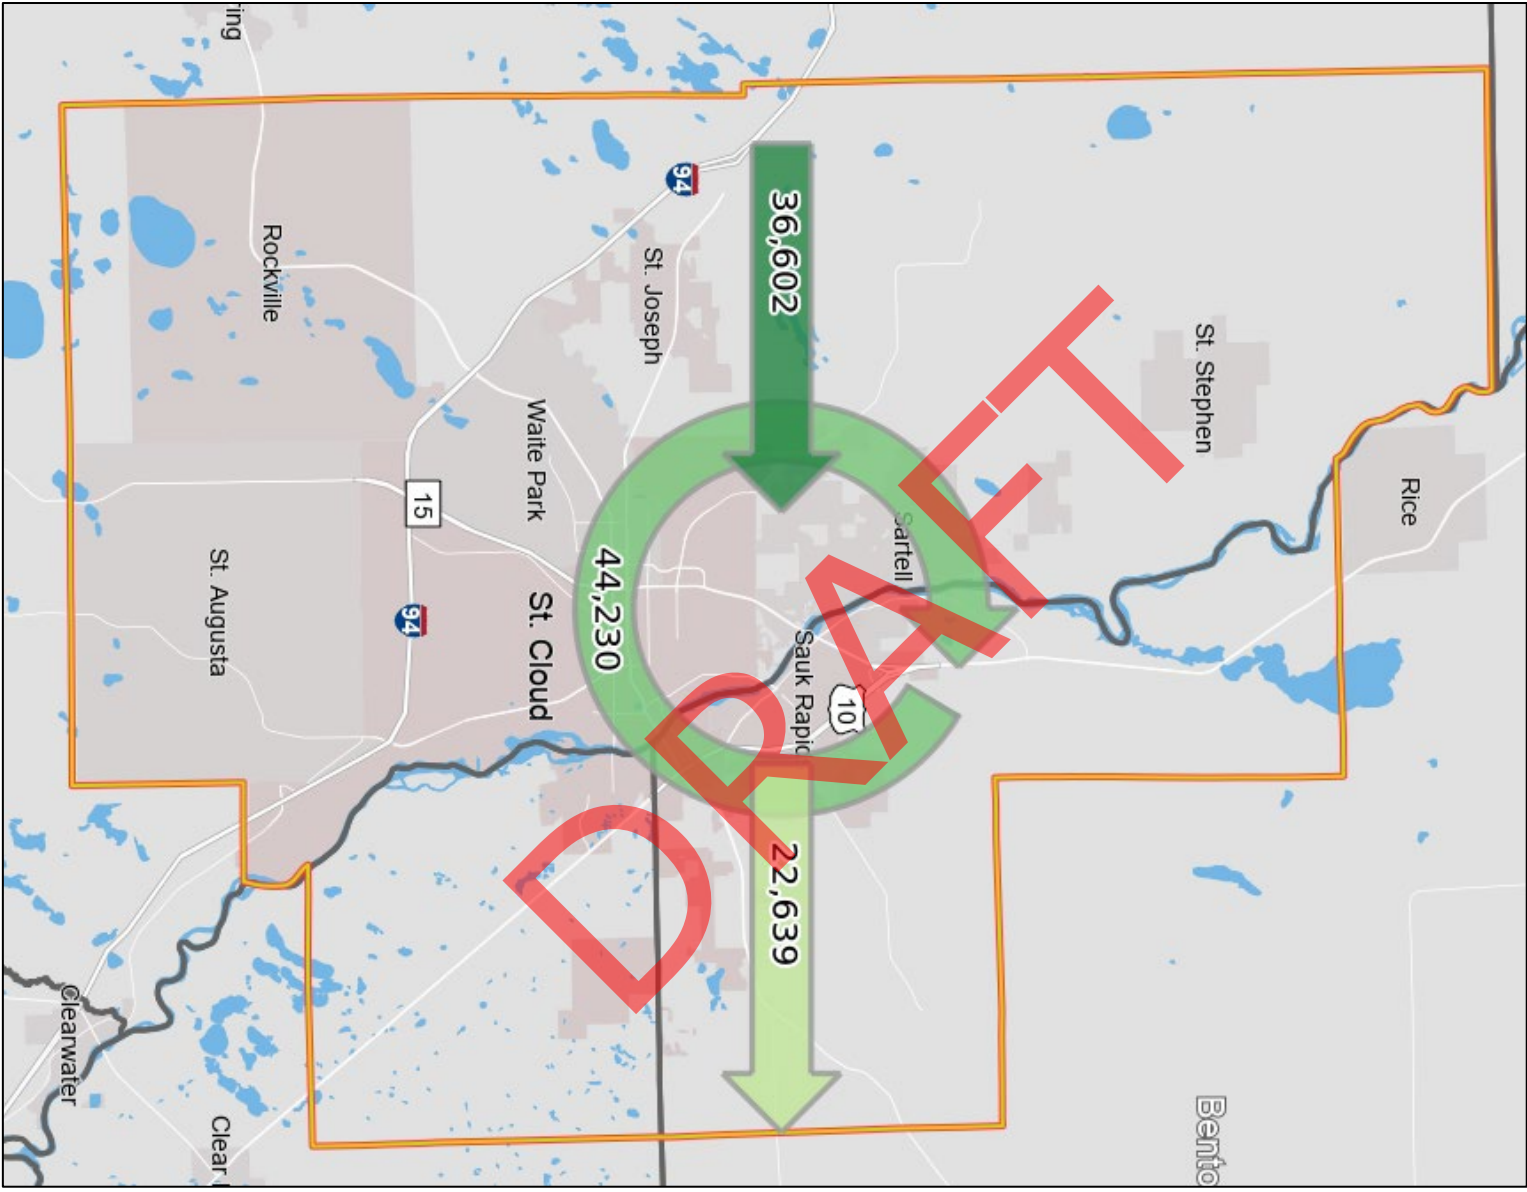 Rice
St. Stephen
Bento
Sartell
10
Sauk Rapid
36,602
22,639
94
St. Joseph
44,230
Waite Park
St. Cloud
15
94
Rockville
ring
St. Augusta
Clear
Clearwater
DRAFT